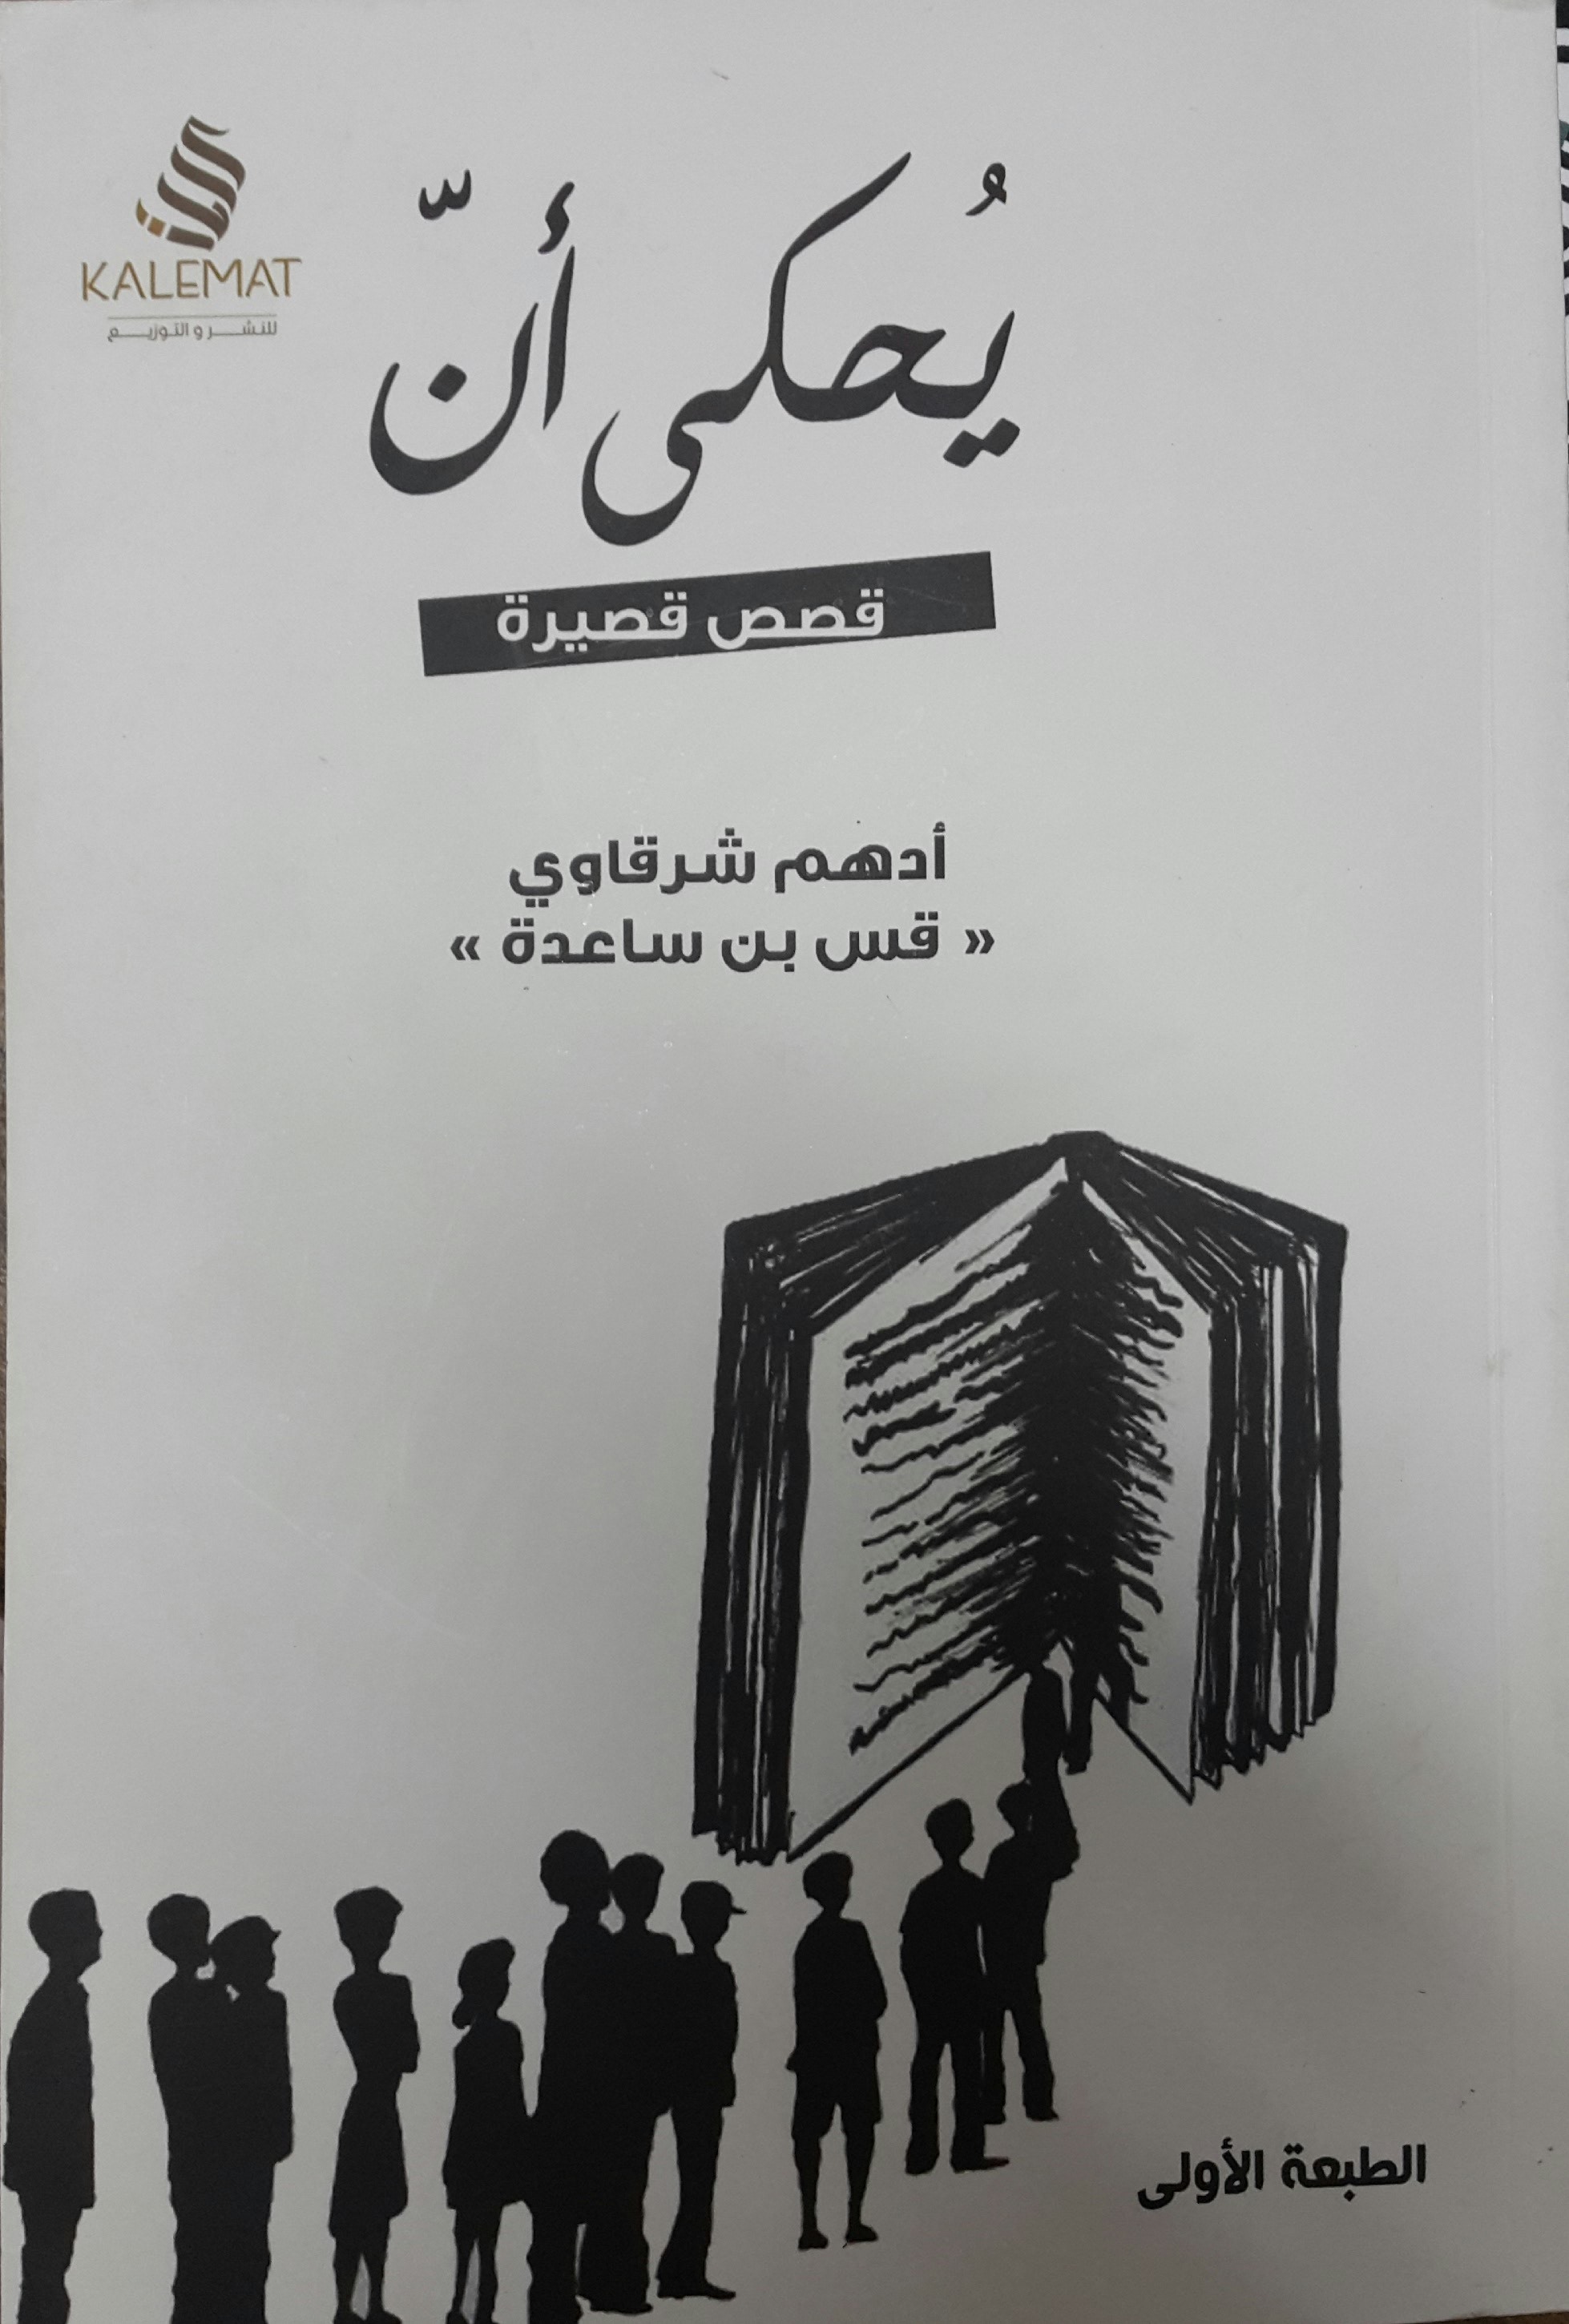 يُحكى أنّ
KALEMAT
للنشر و التوزيع
قصص قصيرة
أدهم شرقاوي
« قس بن ساعدة »
الطبعة الأولى